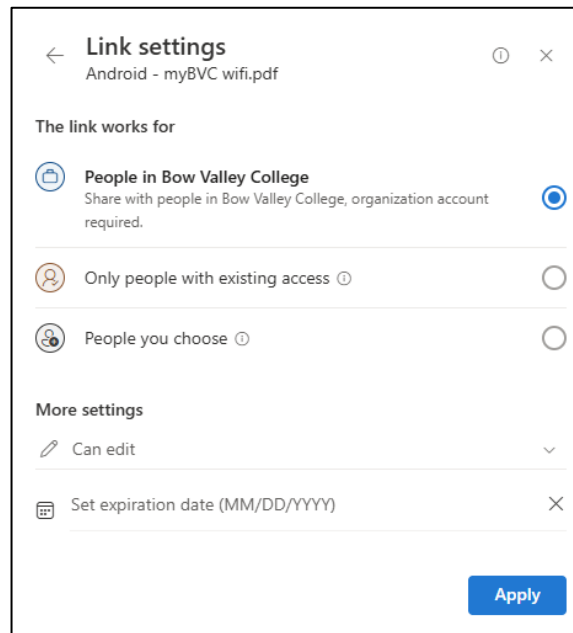 Link settings
Android - myBVC wifi.pdf
The link works for
People in Bow Valley College
Share with people in Bow Valley College, organization account
required.
Only people with existing access
People you choose
More settings
Can edit
Set expiration date (MM/DD/YYYY)
Apply